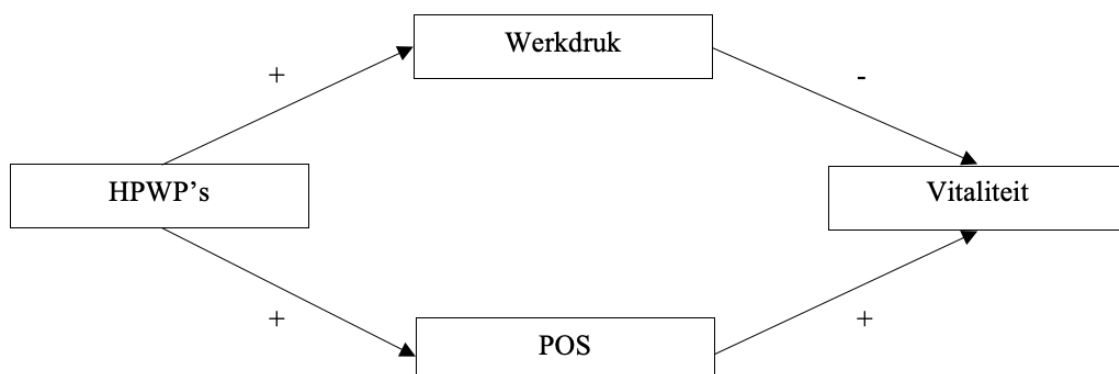 Werkdruk
+
-
HPWP’s
Vitaliteit
+
+
POS